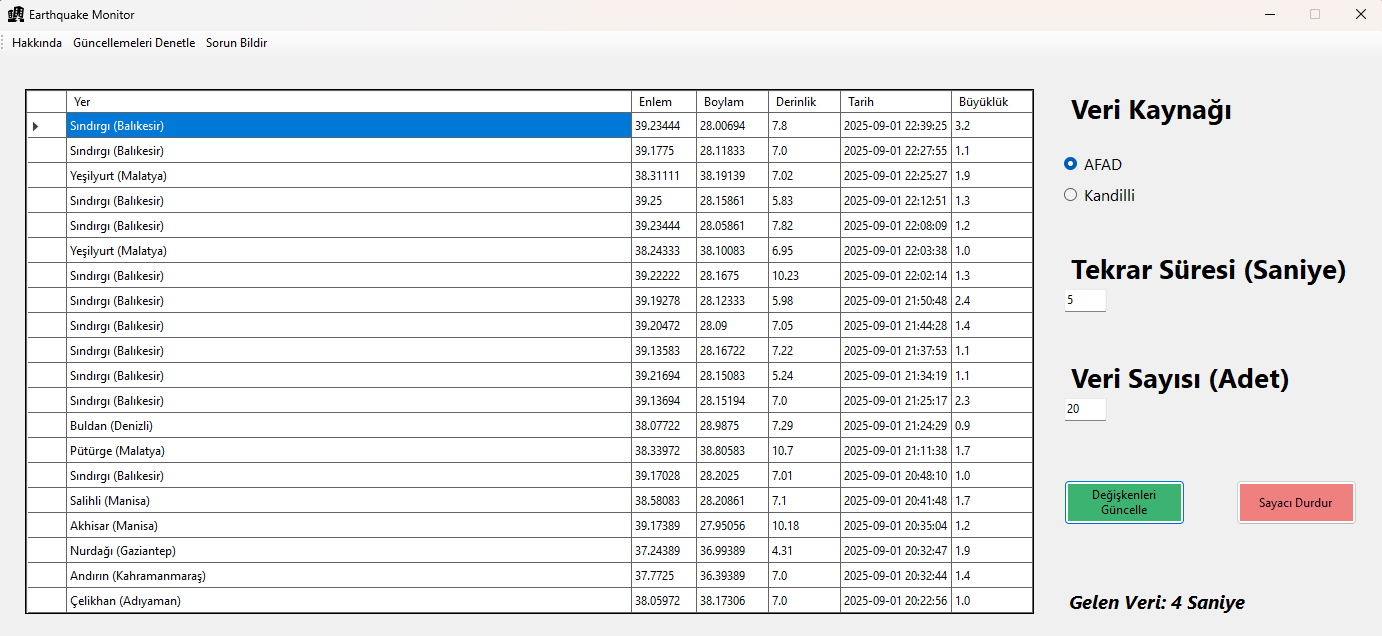 Earthquake Monitor
Hakkında Güncellemeleri Denetle Sorun Bildir
Yer Enlem Boylam Derinlik Tarih Büyüklük
Sındırgı (Balıkesir) 39.23444 28.00694 7.8 2025-09-01 22:39:25 3.2
Sındırgı (Balıkesir) 39.1775 28.11833 7.0 2025-09-01 22:27:55 1.1
Yeşilyurt (Malatya) 38.31111 38.19139 7.02 2025-09-01 22:25:27 1.9
Sındırgı (Balıkesir) 39.25 28.15861 5.83 2025-09-01 22:12:51 1.3
Sındırgı (Balıkesir) 39.23444 28.05861 7.82 2025-09-01 22:08:09 1.2
Yeşilyurt (Malatya) 38.24333 38.10083 6.95 2025-09-01 22:03:38 1.0
Sındırgı (Balıkesir) 39.22222 28.1675 10.23 2025-09-01 22:02:14 1.3
Sındırgı (Balıkesir) 39.19278 28.12333 5.98 2025-09-01 21:50:48 2.4
Sındırgı (Balıkesir) 39.20472 28.09 7.05 2025-09-01 21:44:28 1.4
Sındırgı (Balıkesir) 39.13583 28.16722 7.22 2025-09-01 21:37:53 1.1
Sındırgı (Balıkesir) 39.21694 28.15083 5.24 2025-09-01 21:34:19 1.1
Sındırgı (Balıkesir) 39.13694 28.15194 7.0 2025-09-01 21:25:17 2.3
Buldan (Denizli) 38.07722 28.9875 7.29 2025-09-01 21:24:29 0.9
Pütürge (Malatya) 38.33972 38.80583 10.7 2025-09-01 21:11:38 1.7
Sındırgı (Balıkesir) 39.17028 28.2025 7.01 2025-09-01 20:48:10 1.0
Salihli (Manisa) 38.58083 28.20861 7.1 2025-09-01 20:41:48 1.7
Akhisar (Manisa) 39.17389 27.95056 10.18 2025-09-01 20:35:04 1.2
Nurdağı (Gaziantep) 37.24389 36.99389 4.31 2025-09-01 20:32:47 1.9
Andırın (Kahramanmaraş) 37.7725 36.39389 7.0 2025-09-01 20:32:44 1.4
Çelikhan (Adıyaman) 38.05972 38.17306 7.0 2025-09-01 20:22:56 1.0
Veri Kaynağı
AFAD
Kandilli
Tekrar Süresi (Saniye)
5
Veri Sayısı (Adet)
20
Değişkenleri
Güncelle
Sayacı Durdur
Gelen Veri: 4 Saniye